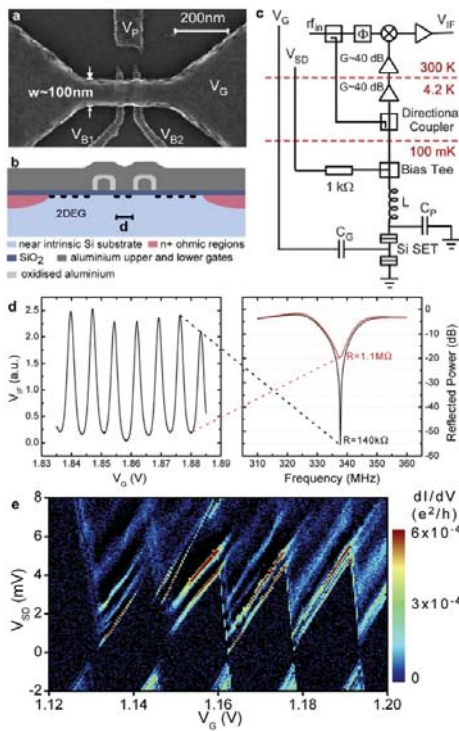 a
V_P
200nm
w~100nm
V_G
V_B1
V_B2
b
2DEG
d
near intrinsic Si substrate
n+ ohmic regions
SiO₂
aluminium upper and lower gates
oxidised aluminium
c
V_G
V_SD
rf_in
Φ
V_IF
G~40 dB
300 K
G~40 dB
4.2 K
Directional
Coupler
100 mK
Bias Tee
1 kΩ
L
C_P
C_G
Si SET
d
V_IF (a.u.)
2.5
2.0
1.5
1.0
0.5
0.0
1.83 1.84 1.85 1.86 1.87 1.88 1.89
V_G (V)
R=1.1MΩ
R=140kΩ
310 320 330 340 350 360
Frequency (MHz)
0
-10
-20
-30
-40
-50
-60
Reflected Power (dB)
e
V_SD (mV)
8
6
4
2
0
-2
1.12 1.14 1.16 1.18 1.20
V_G (V)
dI/dV
(e²/h)
6x10⁻⁴
3x10⁻⁴
0